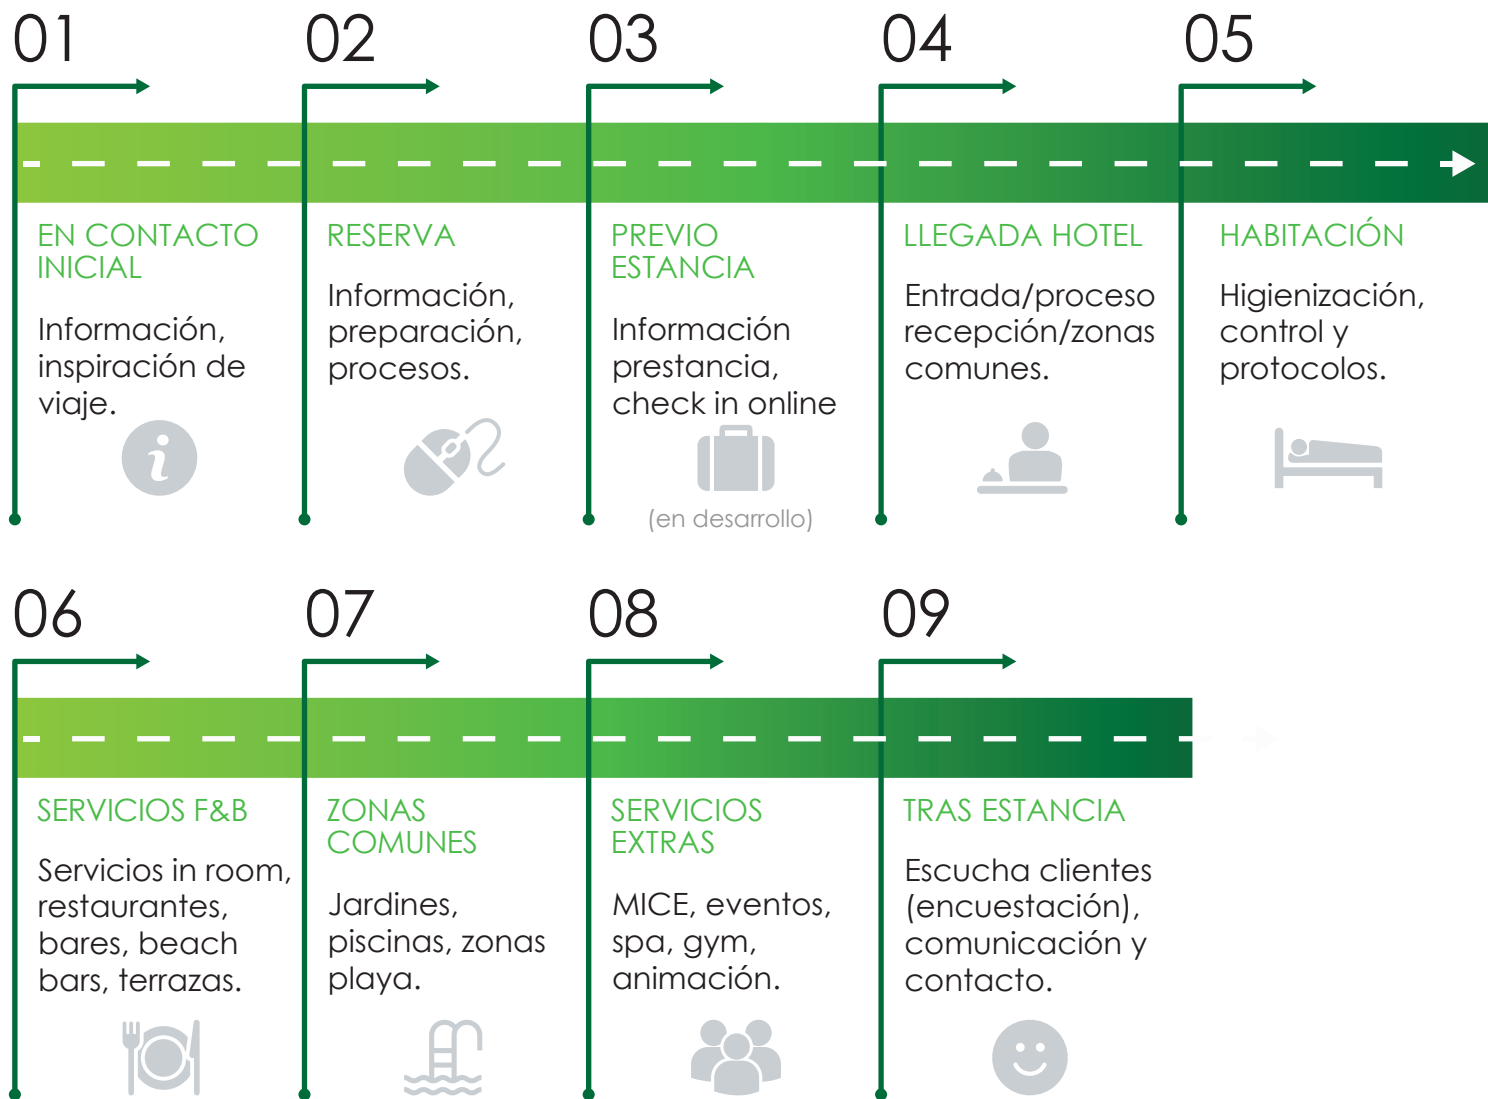 01
EN CONTACTO
INICIAL
Información,
inspiración de
viaje.
02
RESERVA
Información,
preparación,
procesos.
03
PREVIO
ESTANCIA
Información
prestancia,
check in online
(en desarrollo)
04
LLEGADA HOTEL
Entrada/proceso
recepción/zonas
comunes.
05
HABITACIÓN
Higienización,
control y
protocolos.
06
SERVICIOS F&B
Servicios in room,
restaurantes,
bares, beach
bars, terrazas.
07
ZONAS
COMUNES
Jardines,
piscinas, zonas
playa.
08
SERVICIOS
EXTRAS
MICE, eventos,
spa, gym,
animación.
09
TRAS ESTANCIA
Escucha clientes
(encuestación),
comunicación y
contacto.